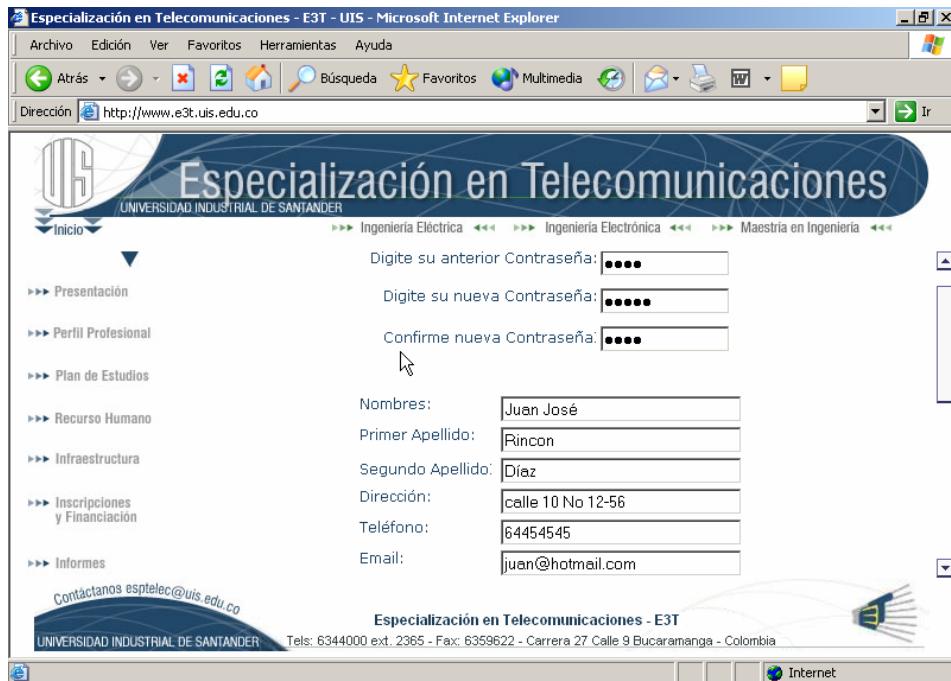 Especialización en Telecomunicaciones - E3T - UIS - Microsoft Internet Explorer
Archivo Edición Ver Favoritos Herramientas Ayuda
Atrás Búsqueda Favoritos Multimedia
Dirección http://www.e3t.uis.edu.co Ir
UIS
Especialización en Telecomunicaciones
UNIVERSIDAD INDUSTRIAL DE SANTANDER
Inicio
Ingeniería Eléctrica Ingeniería Electrónica Maestría en Ingeniería
Digite su anterior Contraseña: ●●●●
Presentación
Digite su nueva Contraseña: ●●●●●
Perfil Profesional
Confirme nueva Contraseña: ●●●●
Plan de Estudios
Recurso Humano
Infraestructura
Inscripciones
y Financiación
Informes
Nombres: Juan José
Primer Apellido: Rincon
Segundo Apellido: Díaz
Dirección: calle 10 No 12-56
Teléfono: 64454545
Email: juan@hotmail.com
Contáctanos esptelec@uis.edu.co
UNIVERSIDAD INDUSTRIAL DE SANTANDER
Especialización en Telecomunicaciones - E3T
Tels: 6344000 ext. 2365 - Fax: 6359622 - Carrera 27 Calle 9 Bucaramanga - Colombia
Internet